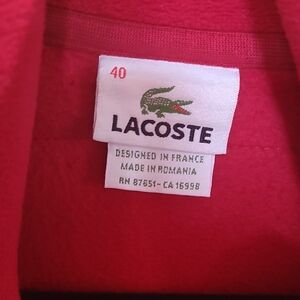 40
LACOSTE
DESIGNED IN FRANCE
MADE IN ROMANIA
RN 87651-CA 16998